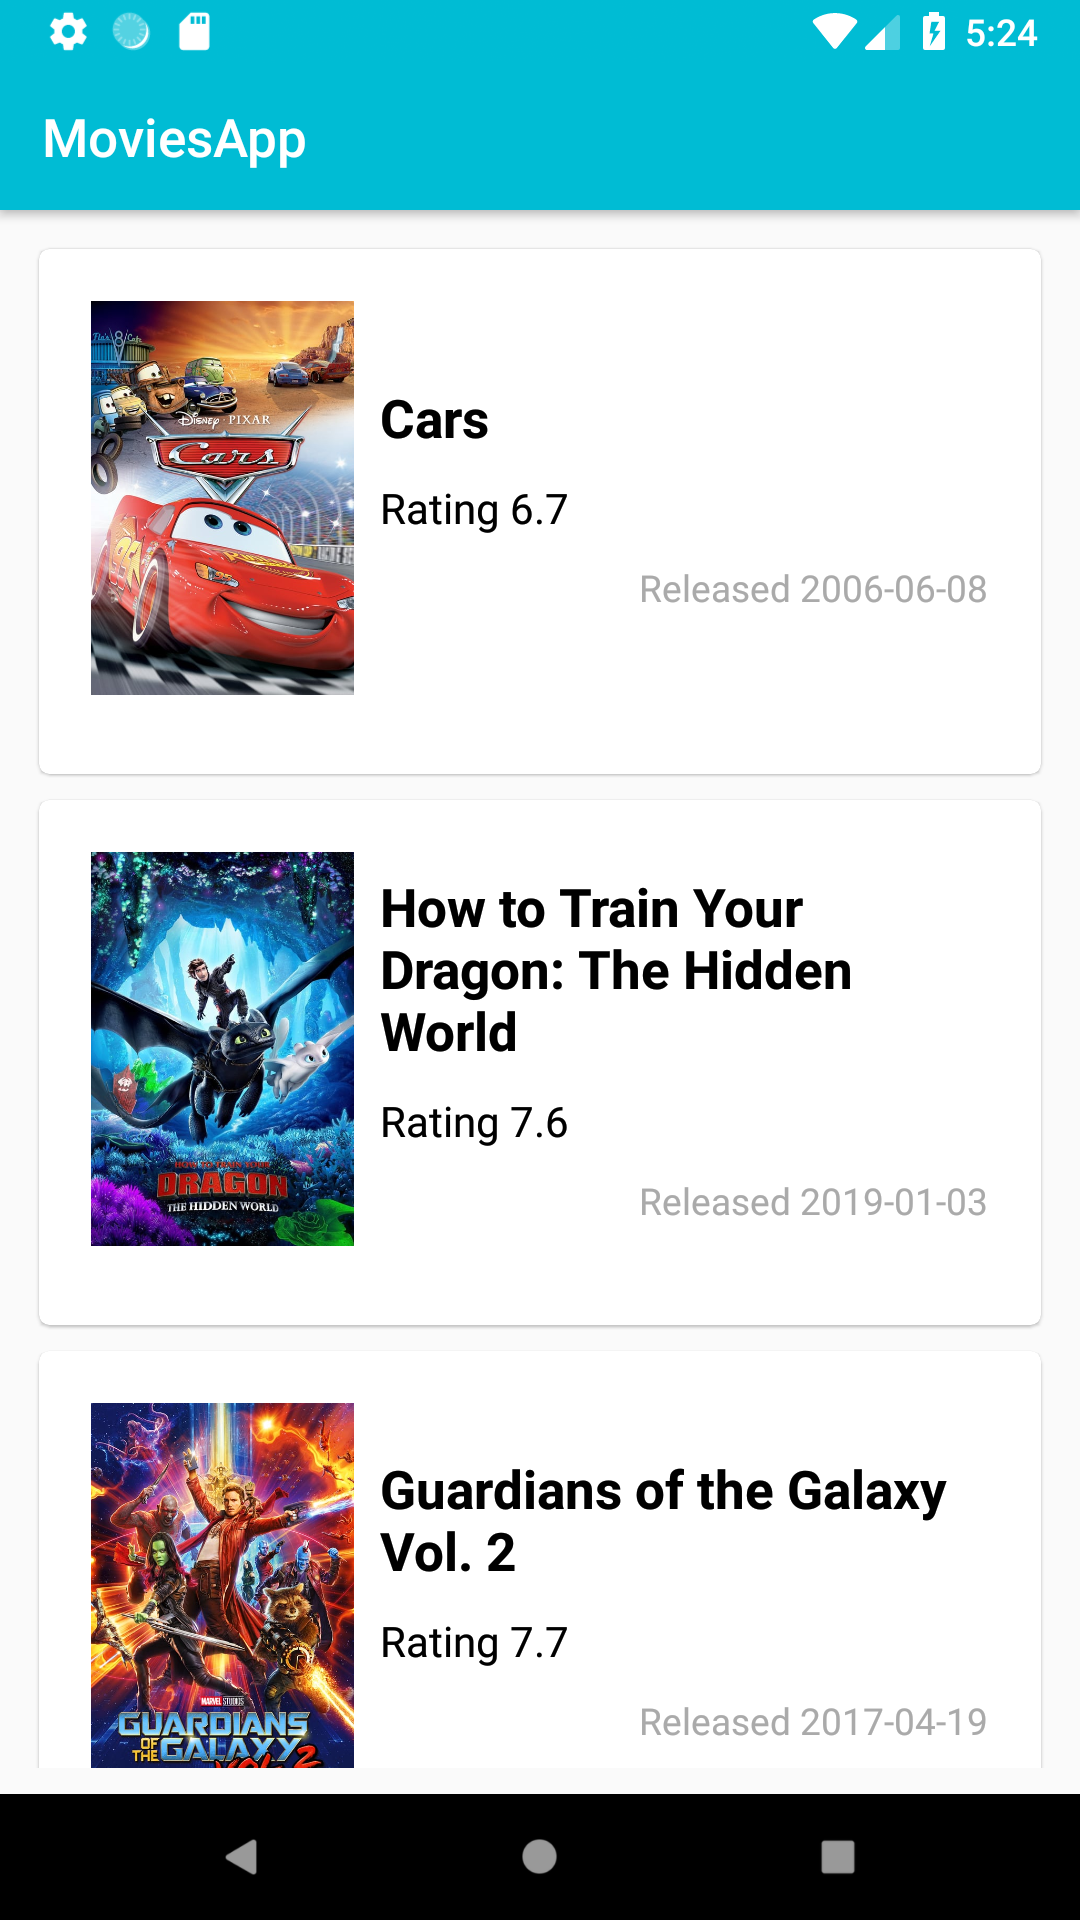 5:24
MoviesApp
Disney · PIXAR
Cars
Cars
Rating 6.7
Released 2006-06-08
How to Train Your
Dragon: The Hidden
World
Rating 7.6
Released 2019-01-03
HOW TO TRAIN YOUR
DRAGON
THE HIDDEN WORLD
Guardians of the Galaxy
Vol. 2
Rating 7.7
Released 2017-04-19
MARVEL STUDIOS
GUARDIANS
OF THE GALAXY
VOL. 2